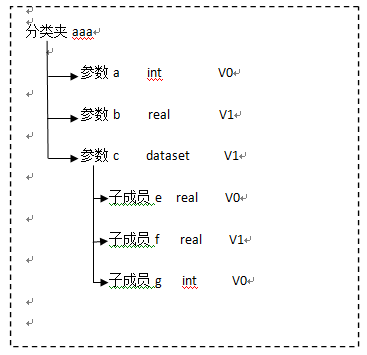 分类夹 aaa
参数 a int V0
参数 b real V1
参数 c dataset V1
子成员 e real V0
子成员 f real V1
子成员 g int V0